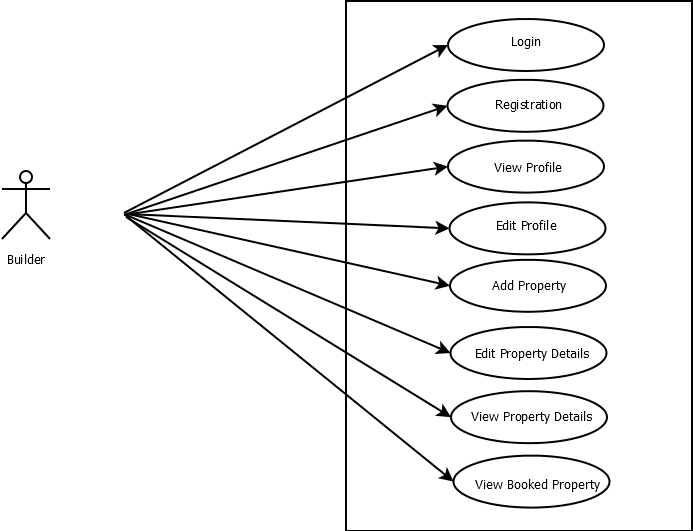 Login
Registration
View Profile
Edit Profile
Builder
Add Property
Edit Property Details
View Property Details
View Booked Property